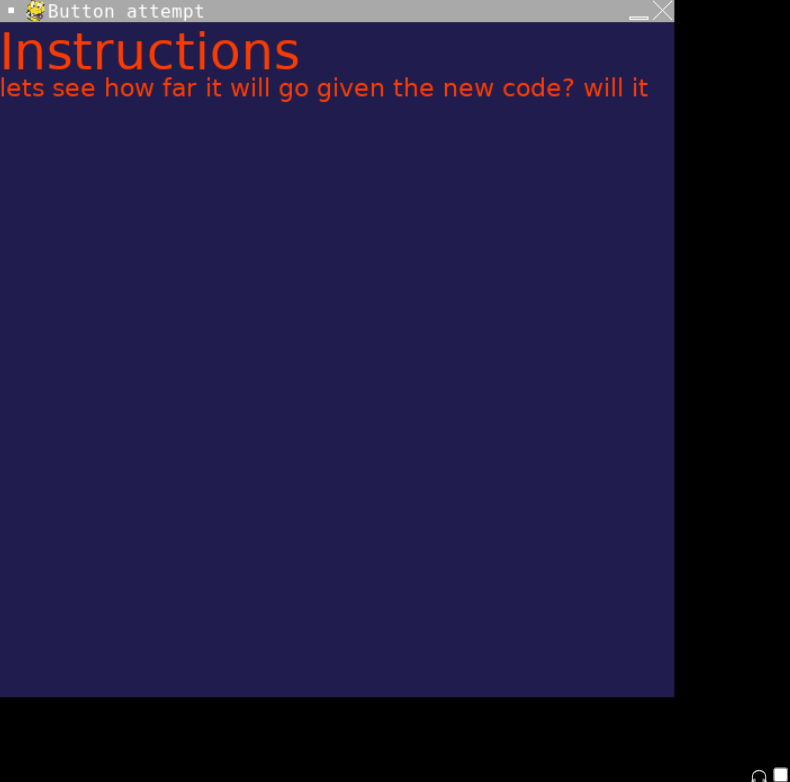 Button attempt
Instructions
lets see how far it will go given the new code? will it